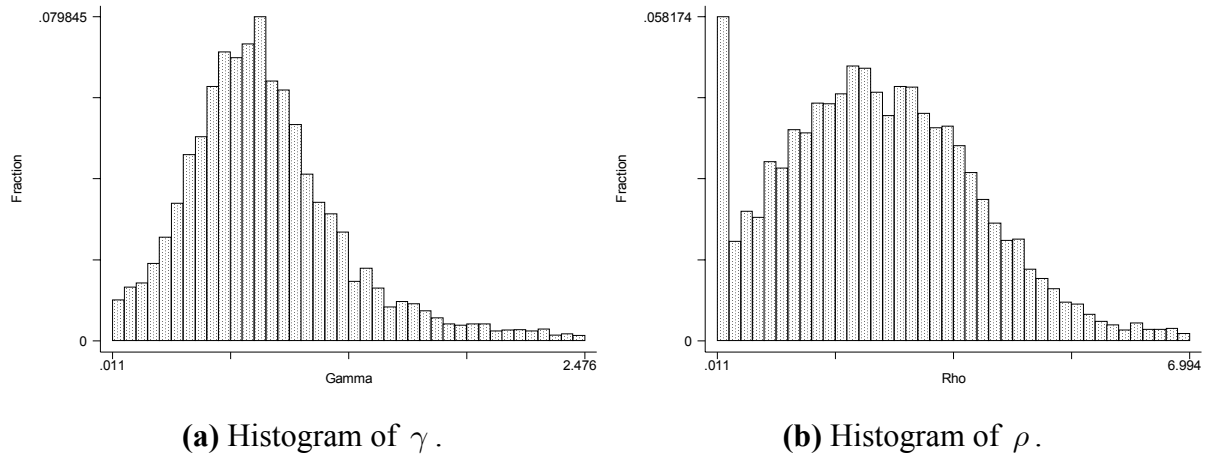 .079845
Fraction
0
.011
2.476
Gamma
(a) Histogram of γ .
.058174
Fraction
0
.011
6.994
Rho
(b) Histogram of ρ .